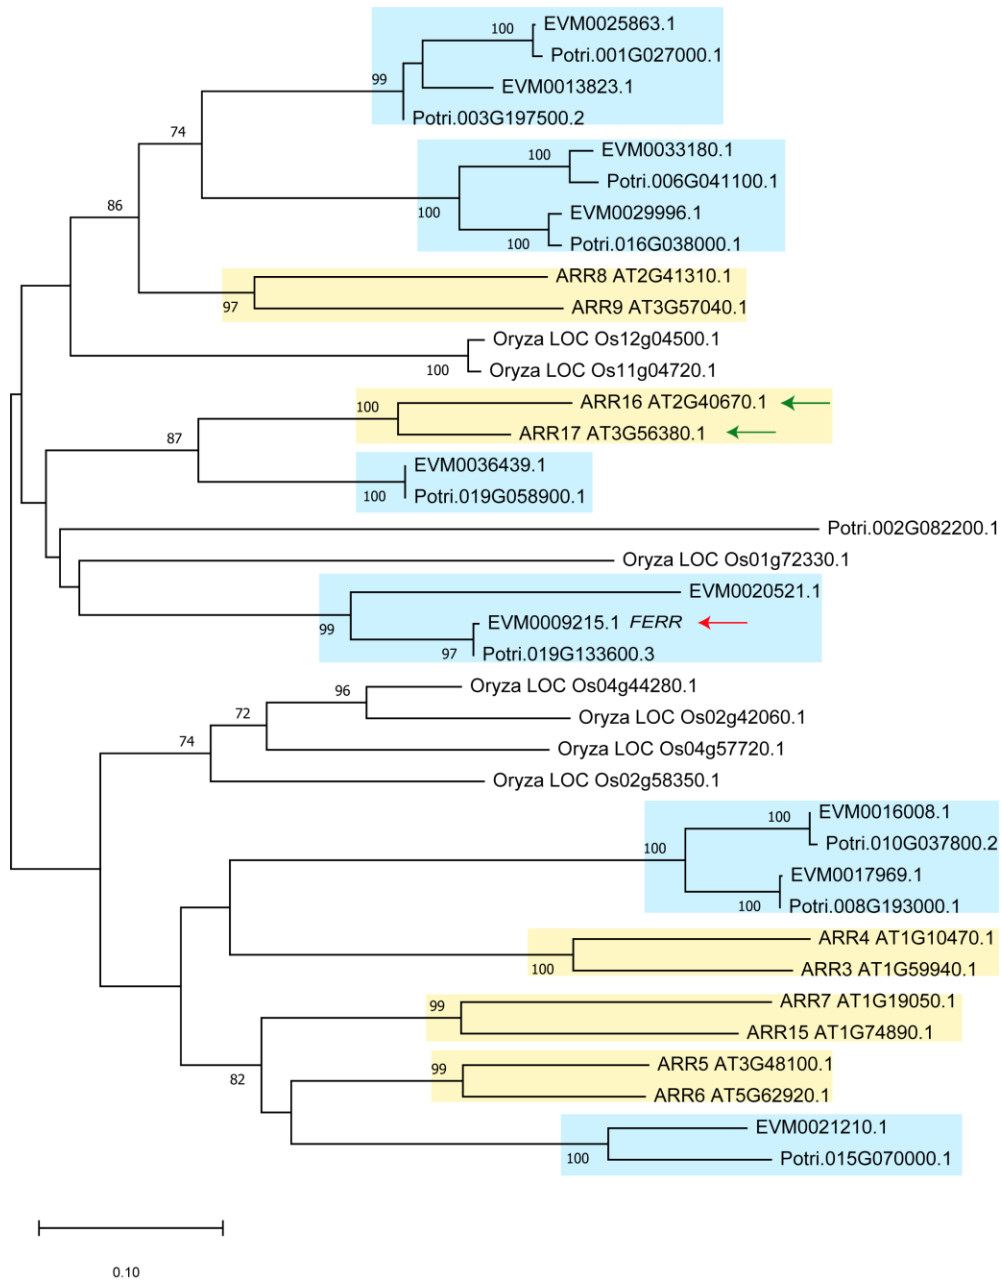 EVM0025863.1
100
Potri.001G027000.1
99
EVM0013823.1
Potri.003G197500.2
74
EVM0033180.1
100
Potri.006G041100.1
100
EVM0029996.1
100
Potri.016G038000.1
86
ARR8 AT2G41310.1
97
ARR9 AT3G57040.1
Oryza LOC Os12g04500.1
100
Oryza LOC Os11g04720.1
ARR16 AT2G40670.1
100
ARR17 AT3G56380.1
87
EVM0036439.1
100
Potri.019G058900.1
Potri.002G082200.1
Oryza LOC Os01g72330.1
EVM0020521.1
99
EVM0009215.1 FERR
97
Potri.019G133600.3
Oryza LOC Os04g44280.1
96
Oryza LOC Os02g42060.1
72
Oryza LOC Os04g57720.1
74
Oryza LOC Os02g58350.1
EVM0016008.1
100
Potri.010G037800.2
100
EVM0017969.1
100
Potri.008G193000.1
ARR4 AT1G10470.1
100
ARR3 AT1G59940.1
ARR7 AT1G19050.1
99
ARR15 AT1G74890.1
82
ARR5 AT3G48100.1
99
ARR6 AT5G62920.1
EVM0021210.1
100
Potri.015G070000.1
0.10